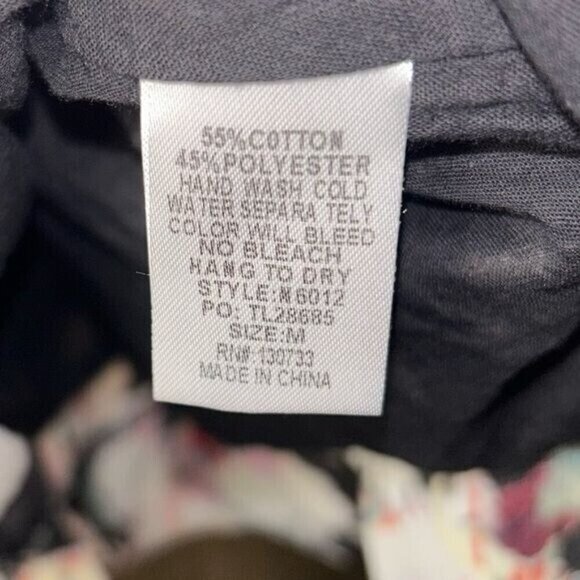 55%COTTON
45%POLYESTER
HAND WASH COLD
WATER SEPARA TELY
COLOR WILL BLEED
NO BLEACH
HANG TO DRY
STYLE:N6012
PO: TL28685
SIZE:M
RN#:130733
MADE IN CHINA